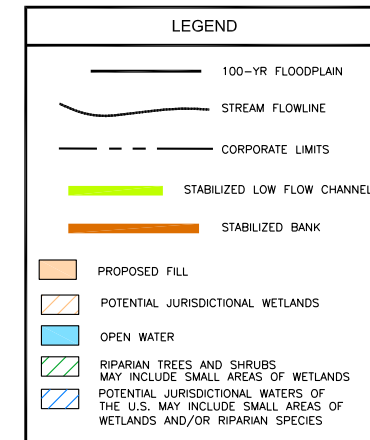 LEGEND
100-YR FLOODPLAIN
STREAM FLOWLINE
CORPORATE LIMITS
STABILIZED LOW FLOW CHANNEL
STABILIZED BANK
PROPOSED FILL
POTENTIAL JURISDICTIONAL WETLANDS
OPEN WATER
RIPARIAN TREES AND SHRUBS
MAY INCLUDE SMALL AREAS OF WETLANDS
POTENTIAL JURISDICTIONAL WATERS OF
THE U.S. MAY INCLUDE SMALL AREAS OF
WETLANDS AND/OR RIPARIAN SPECIES